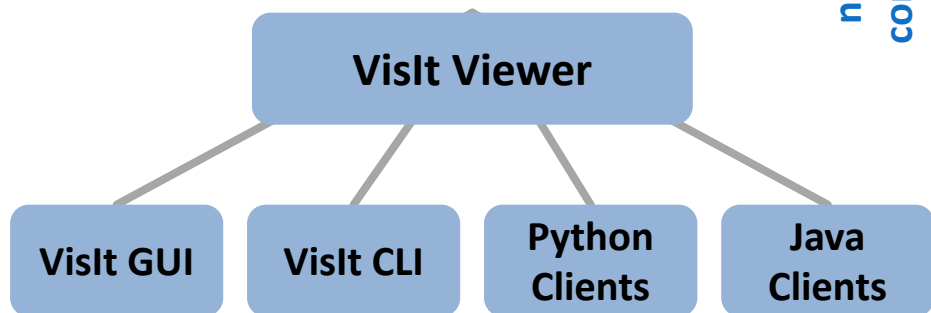 VisIt Viewer
VisIt GUI
VisIt CLI
Python
Clients
Java
Clients